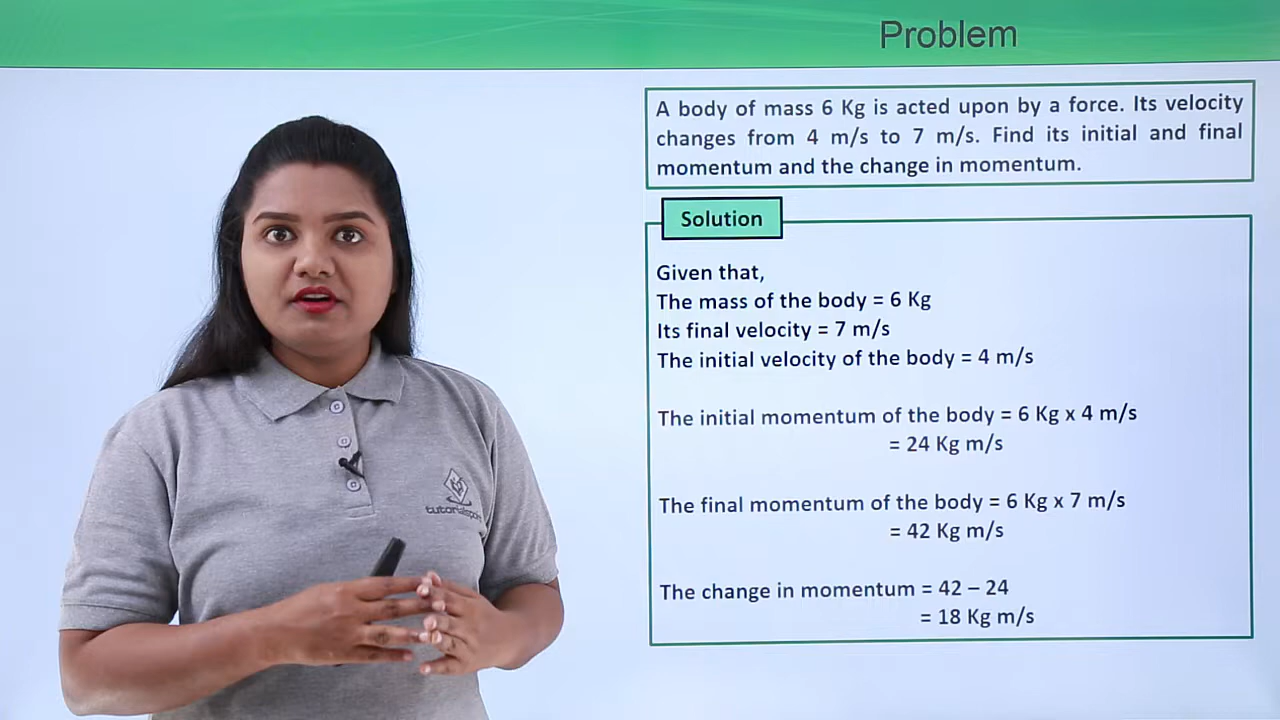 Problem
A body of mass 6 Kg is acted upon by a force. Its velocity
changes from 4 m/s to 7 m/s. Find its initial and final
momentum and the change in momentum.
Solution
Given that,
The mass of the body = 6 Kg
Its final velocity = 7 m/s
The initial velocity of the body = 4 m/s
The initial momentum of the body = 6 Kg x 4 m/s
= 24 Kg m/s
The final momentum of the body = 6 Kg x 7 m/s
= 42 Kg m/s
The change in momentum = 42 – 24
= 18 Kg m/s